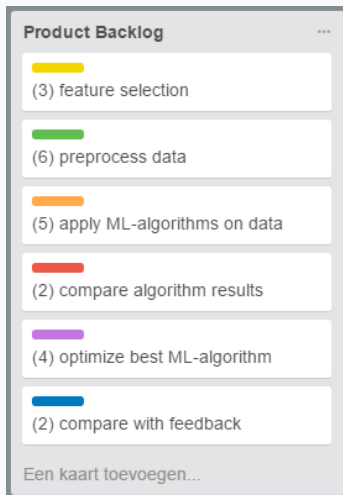 Product Backlog
(3) feature selection
(6) preprocess data
(5) apply ML-algorithms on data
(2) compare algorithm results
(4) optimize best ML-algorithm
(2) compare with feedback
Een kaart toevoegen...